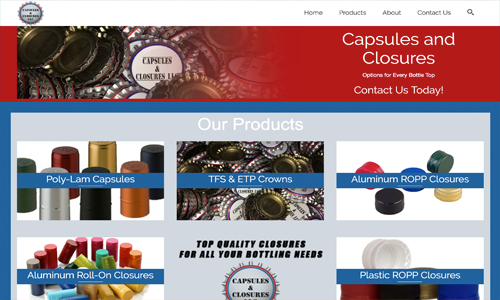 CAPSULES
&
CLOSURES
Home Products About Contact Us
CAPSULES
&
CLOSURES LLC
Capsules and
Closures
Options for Every Bottle Top
Contact Us Today!
Our Products
Poly-Lam Capsules
TFS & ETP Crowns
Aluminum ROPP Closures
TOP QUALITY CLOSURES
FOR ALL YOUR BOTTLING NEEDS
Aluminum Roll-On Closures
CAPSULES
&
CLOSURES
Plastic ROPP Closures